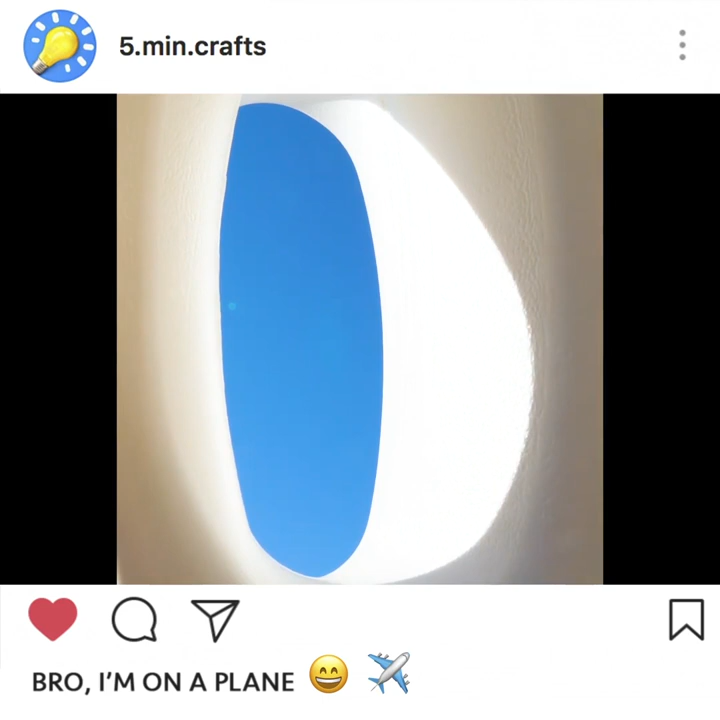 5.min.crafts
BRO, I'M ON A PLANE 😄 ✈️